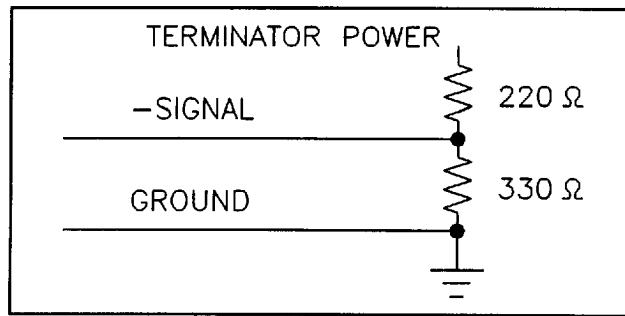 TERMINATOR POWER
220 Ω
-SIGNAL
330 Ω
GROUND